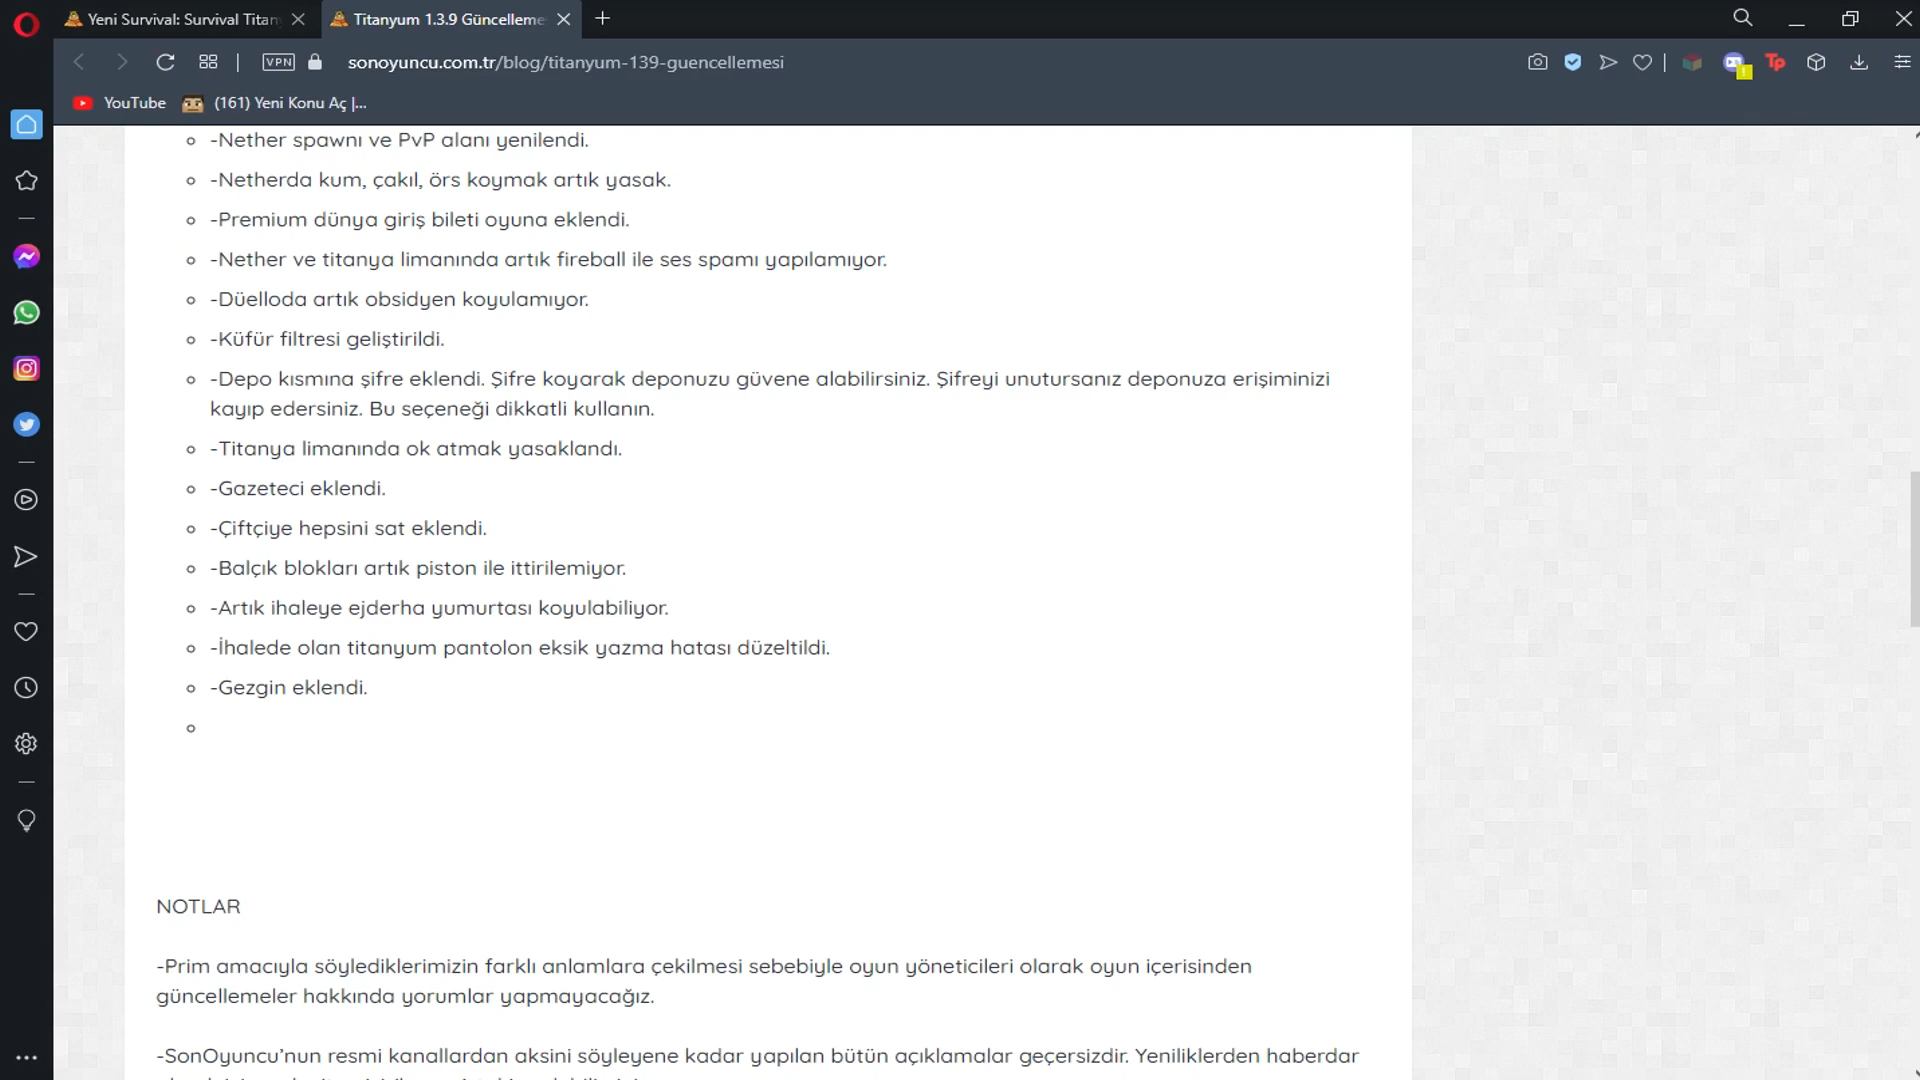 Yeni Survival: Survival Titan
Titanyum 1.3.9 Güncelleme
VPN
sonoyuncu.com.tr/blog/titanyum-139-guencellemesi
Tp
YouTube
(161) Yeni Konu Aç |...
-Nether spawnı ve PvP alanı yenilendi.
-Netherda kum, çakıl, örs koymak artık yasak.
-Premium dünya giriş bileti oyuna eklendi.
-Nether ve titanya limanında artık fireball ile ses spamı yapılamıyor.
-Düelloda artık obsidyen koyulamıyor.
-Küfür filtresi geliştirildi.
-Depo kısmına şifre eklendi. Şifre koyarak deponuzu güvene alabilirsiniz. Şifreyi unutursanız deponuza erişiminizi
kayıp edersiniz. Bu seçeneği dikkatli kullanın.
-Titanya limanında ok atmak yasaklandı.
-Gazeteci eklendi.
-Çiftçiye hepsini sat eklendi.
-Balçık blokları artık piston ile ittirilemiyor.
-Artık ihaleye ejderha yumurtası koyulabiliyor.
-İhalede olan titanyum pantolon eksik yazma hatası düzeltildi.
-Gezgin eklendi.
NOTLAR
-Prim amacıyla söylediklerimizin farklı anlamlara çekilmesi sebebiyle oyun yöneticileri olarak oyun içerisinden
güncellemeler hakkında yorumlar yapmayacağız.
-SonOyuncu’nun resmi kanallardan aksini söyleyene kadar yapılan bütün açıklamalar geçersizdir. Yeniliklerden haberdar